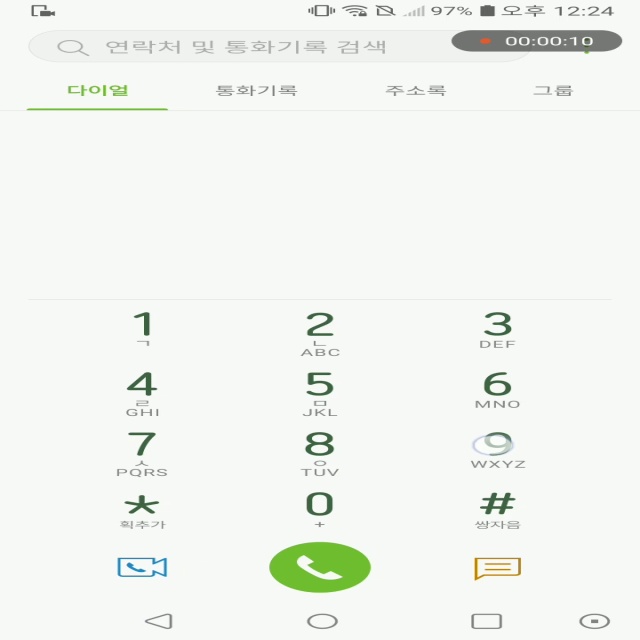 97% 오후 12:24
연락처 및 통화기록 검색
00:00:10
다이얼 통화기록 주소록 그룹
1 2 3
ㄱ ㄴ
ABC DEF
4 5 6
ㄹ ㅁ
GHI JKL MNO
7 8 9
ㅅ ㅇ
PQRS TUV WXYZ
* 0 #
획추가 + 쌍자음